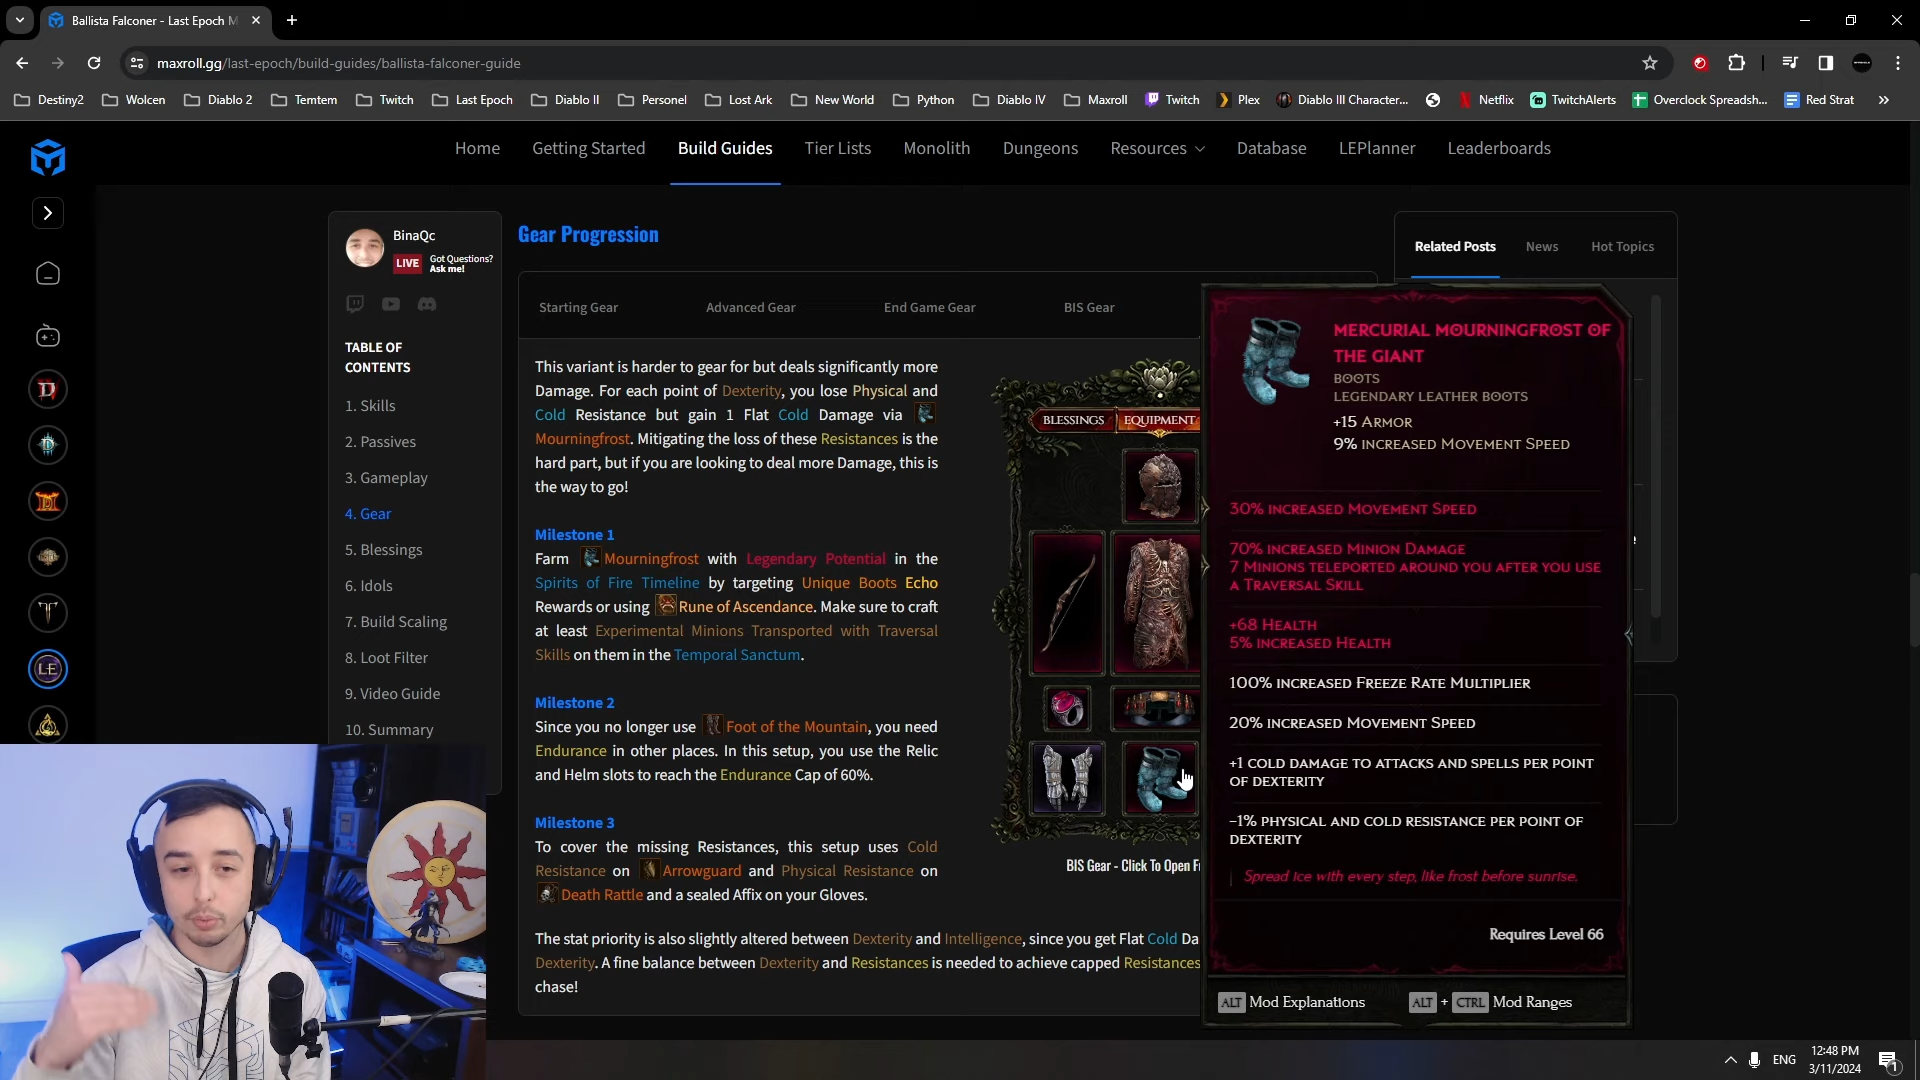 Ballista Falconer - Last Epoch M
maxroll.gg/last-epoch/build-guides/ballista-falconer-guide
Destiny2 Wolcen Diablo 2 Temtem Twitch Last Epoch Diablo II Personel Lost Ark New World Python Diablo IV Maxroll Twitch Plex Diablo III Character... Netflix TwitchAlerts Overclock Spreadsh... Red Strat
Home Getting Started Build Guides Tier Lists Monolith Dungeons Resources Database LEPlanner Leaderboards
BinaQc
LIVE Got Questions?
Ask me!
TABLE OF
CONTENTS
1. Skills
2. Passives
3. Gameplay
4. Gear
5. Blessings
6. Idols
7. Build Scaling
8. Loot Filter
9. Video Guide
10. Summary
LE
Gear Progression
Starting Gear Advanced Gear End Game Gear BIS Gear
This variant is harder to gear for but deals significantly more
Damage. For each point of Dexterity, you lose Physical and
Cold Resistance but gain 1 Flat Cold Damage via
Mourningfrost. Mitigating the loss of these Resistances is the
hard part, but if you are looking to deal more Damage, this is
the way to go!
Milestone 1
Farm Mourningfrost with Legendary Potential in the
Spirits of Fire Timeline by targeting Unique Boots Echo
Rewards or using Rune of Ascendance. Make sure to craft
at least Experimental Minions Transported with Traversal
Skills on them in the Temporal Sanctum.
Milestone 2
Since you no longer use Foot of the Mountain, you need
Endurance in other places. In this setup, you use the Relic
and Helm slots to reach the Endurance Cap of 60%.
Milestone 3
To cover the missing Resistances, this setup uses Cold
Resistance on Arrowguard and Physical Resistance on
Death Rattle and a sealed Affix on your Gloves.
The stat priority is also slightly altered between Dexterity and Intelligence, since you get Flat Cold Da
Dexterity. A fine balance between Dexterity and Resistances is needed to achieve capped Resistances
chase!
BLESSINGS EQUIPMENT
BIS Gear - Click To Open F
Related Posts News Hot Topics
MERCURIAL MOURNINGFROST OF
THE GIANT
BOOTS
LEGENDARY LEATHER BOOTS
+15 ARMOR
9% INCREASED MOVEMENT SPEED
30% INCREASED MOVEMENT SPEED
70% INCREASED MINION DAMAGE
7 MINIONS TELEPORTED AROUND YOU AFTER YOU USE
A TRAVERSAL SKILL
+68 HEALTH
5% INCREASED HEALTH
100% INCREASED FREEZE RATE MULTIPLIER
20% INCREASED MOVEMENT SPEED
+1 COLD DAMAGE TO ATTACKS AND SPELLS PER POINT
OF DEXTERITY
-1% PHYSICAL AND COLD RESISTANCE PER POINT OF
DEXTERITY
Spread ice with every step, like frost before sunrise.
Requires Level 66
ALT Mod Explanations ALT + CTRL Mod Ranges
ENG
12:48 PM
3/11/2024
1